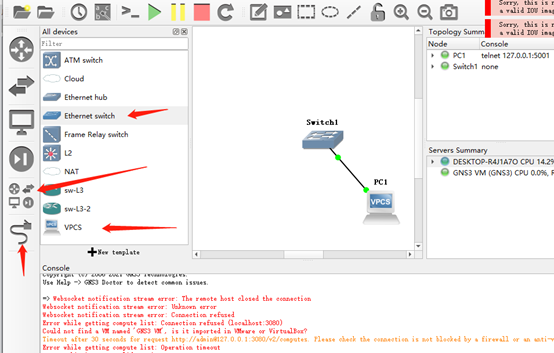 Sorry, this is n
a valid IOU imag
Sorry, this is n
a valid IOU imag
All devices
Filter
ATM switch
Cloud
Ethernet hub
Ethernet switch
Frame Relay switch
L2
NAT
sw-L3
sw-L3-2
VPCS
New template
Switch1
PC1
VPCS
Topology Summary
Node Console
PC1 telnet 127.0.0.1:5001
Switch1 none
Servers Summary
DESKTOP-R4J1A7O CPU 14.2%
GNS3 VM (GNS3) CPU 0.0%, R
Console
Copyright (c) 2006-2021 GNS3 Technologies.
Use Help -> GNS3 Doctor to detect common issues.
=> Websocket notification stream error: The remote host closed the connection
Websocket notification stream error: Unknown error
Websocket notification stream error: Connection refused
Error while getting compute list: Connection refused (localhost:3080)
Could not find a VM named 'GNS3 VM', is it imported in VMware or VirtualBox?
Timeout after 30 seconds for request http://admin@127.0.0.1:3080/v2/computes. Please check the connection is not blocked by a firewall or an anti-v
Error while getting compute list: Operation timeout